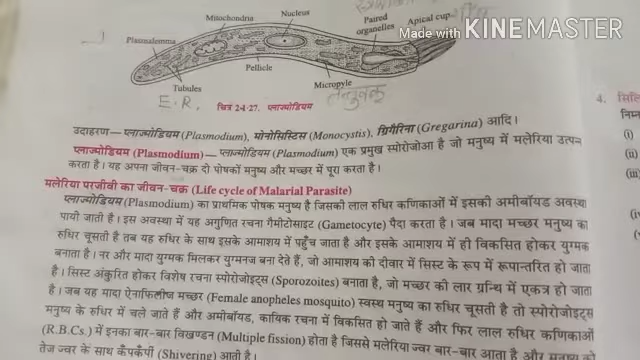 Made with KINEMASTER
Mitochondria
Nucleus
Paired organelles
Apical cup
Plasmalemma
Pellicle
Tubules
Micropyle
E.R.
चित्र 2·1·27. प्लाज्मोडियम
उदाहरण— प्लाज्मोडियम (Plasmodium), मोनोसिस्टिस (Monocystis), ग्रिगैरिना (Gregarina) आदि।
प्लाज्मोडियम (Plasmodium)— प्लाज्मोडियम (Plasmodium) एक प्रमुख स्पोरोजोआ है जो मनुष्य में मलेरिया उत्पन्न
करता है। यह अपना जीवन-चक्र दो पोषकों मनुष्य और मच्छर में पूरा करता है।
मलेरिया परजीवी का जीवन-चक्र (Life cycle of Malarial Parasite)
प्लाज्मोडियम (Plasmodium) का प्राथमिक पोषक मनुष्य है जिसकी लाल रुधिर कणिकाओं में इसकी अमीबॉयड अवस्था
पायी जाती है। इस अवस्था में यह अगुणित रचना गैमीटोसाइट (Gametocyte) पैदा करता है। जब मादा मच्छर मनुष्य का
रुधिर चूसती है तब यह रुधिर के साथ इसके आमाशय में पहुँच जाता है और इसके आमाशय में ही विकसित होकर युग्मक
बनाता है। नर और मादा युग्मक मिलकर युग्मनज बना देते हैं, जो आमाशय की दीवार में सिस्ट के रूप में रूपान्तरित हो जाता
है। सिस्ट अंकुरित होकर विशेष रचना स्पोरोजोइट्स (Sporozoites) बनाता है, जो मच्छर की लार ग्रन्थि में एकत्र हो जाता
है। जब यह मादा ऐनाफिलीज मच्छर (Female anopheles mosquito) स्वस्थ मनुष्य का रुधिर चूसती है तो स्पोरोजोइट्स
मनुष्य के रुधिर में चले जाते हैं और अमीबॉयड, कायिक रचना में विकसित हो जाते हैं और फिर लाल रुधिर कणिकाओं
(R.B.Cs.) में इनका बार-बार विखण्डन (Multiple fission) होता है जिससे मलेरिया ज्वर बार-बार आता है और
तेज ज्वर के साथ कँपकँपी (Shivering) आती है।
4.
(i)
(ii)
(iii)